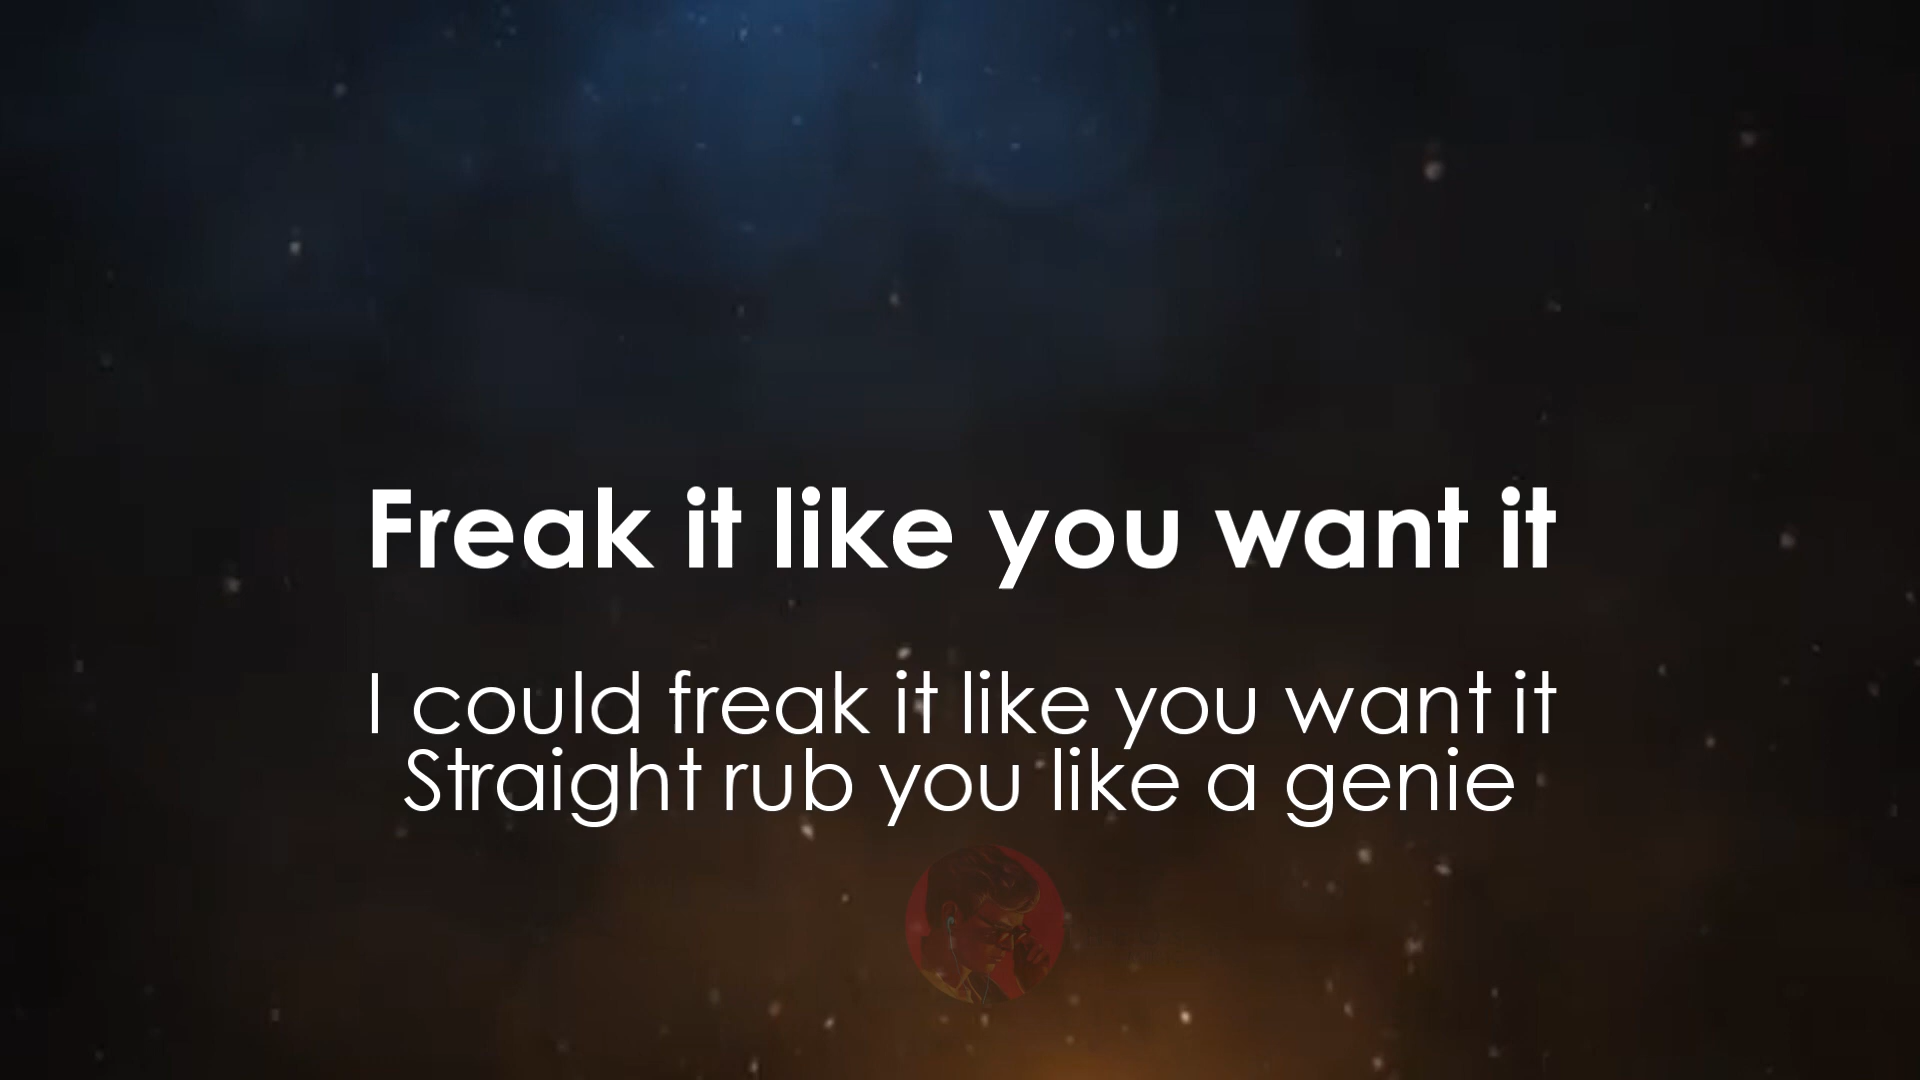 Freak it like you want it
I could freak it like you want it
Straight rub you like a genie